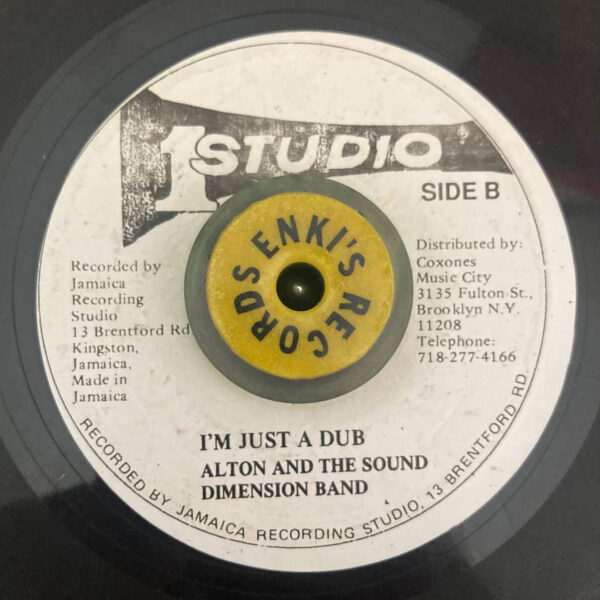 1 STUDIO
SIDE B
ENKI'S RECORDS
Recorded by
Jamaica
Recording
Studio
13 Brentford Rd
Kingston,
Jamaica,
Made in
Jamaica
Distributed by:
Coxones
Music City
3135 Fulton St.,
Brooklyn N.Y.
11208
Telephone:
718-277-4166
I'M JUST A DUB
ALTON AND THE SOUND
DIMENSION BAND
RECORDED BY JAMAICA RECORDING STUDIO, 13 BRENTFORD RD